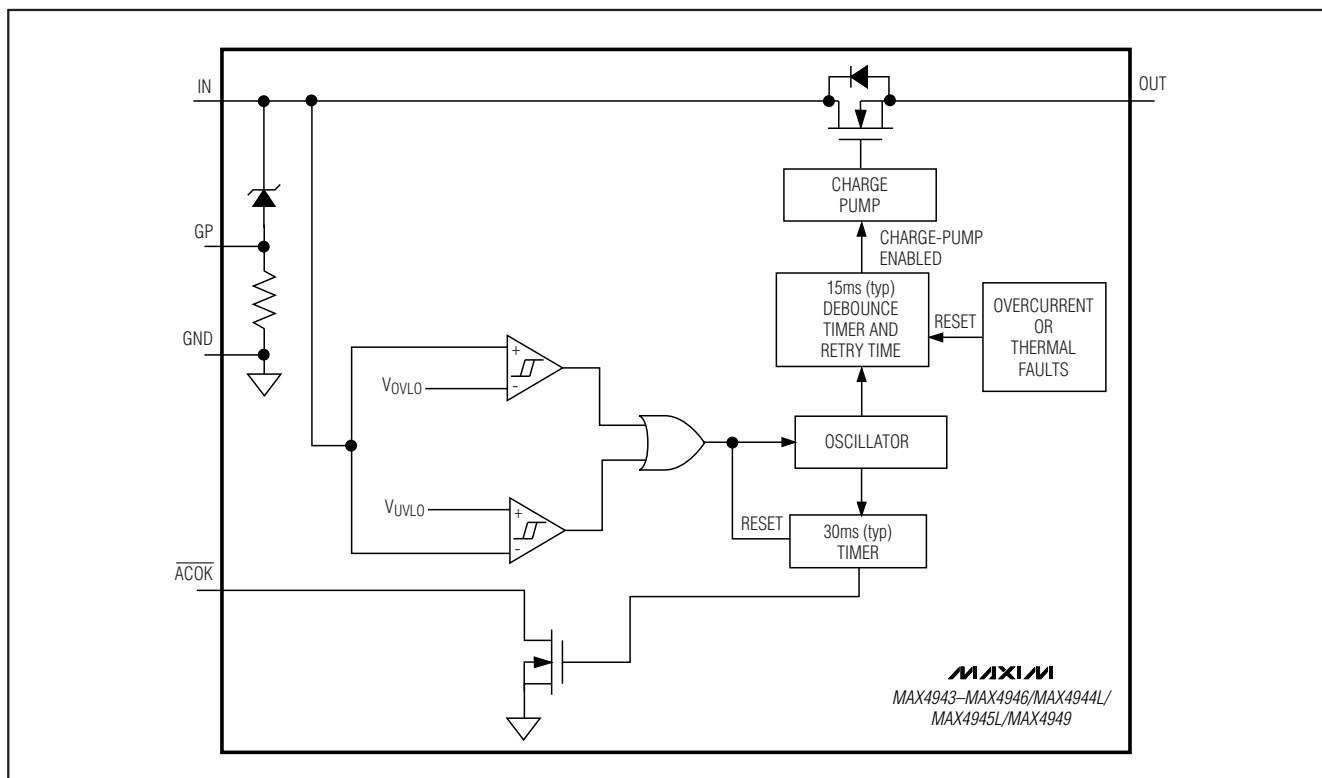 IN
OUT
CHARGE
PUMP
GP
CHARGE-PUMP
ENABLED
15ms (typ)
DEBOUNCE
TIMER AND
RETRY TIME
RESET
OVERCURRENT
OR
THERMAL
FAULTS
GND
+
VOVLO
-
OSCILLATOR
VUVLO
+
-
RESET
30ms (typ)
TIMER
ACOK
MAXIM
MAX4943–MAX4946/MAX4944L/
MAX4945L/MAX4949